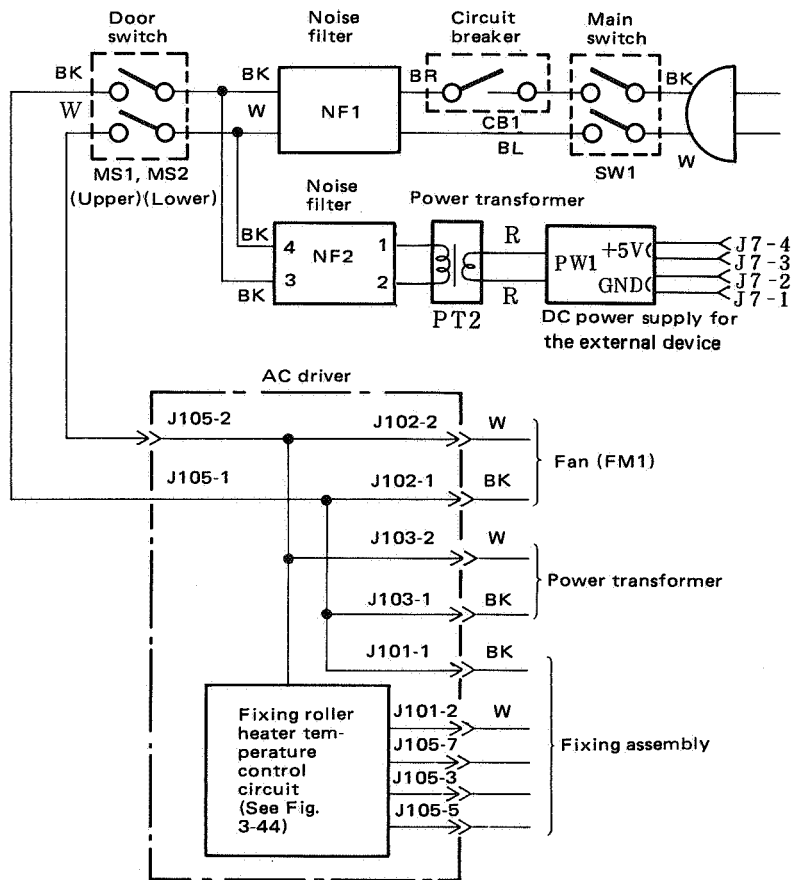 Door
switch
Noise
filter
Circuit
breaker
Main
switch
BK
BK
BR
BK
W
W
NF1
CB1
BL
W
MS1, MS2
(Upper)(Lower)
SW1
Noise
filter
Power transformer
BK
4
1
NF2
3
2
BK
R
R
PT2
+5V
PW1
GND
J7-4
J7-3
J7-2
J7-1
DC power supply for
the external device
AC driver
J105-2
J102-2
W
Fan (FM1)
J105-1
J102-1
BK
J103-2
W
Power transformer
J103-1
BK
J101-1
BK
Fixing roller
heater tem-
perature
control
circuit
(See Fig.
3-44)
J101-2
W
J105-7
Fixing assembly
J105-3
J105-5